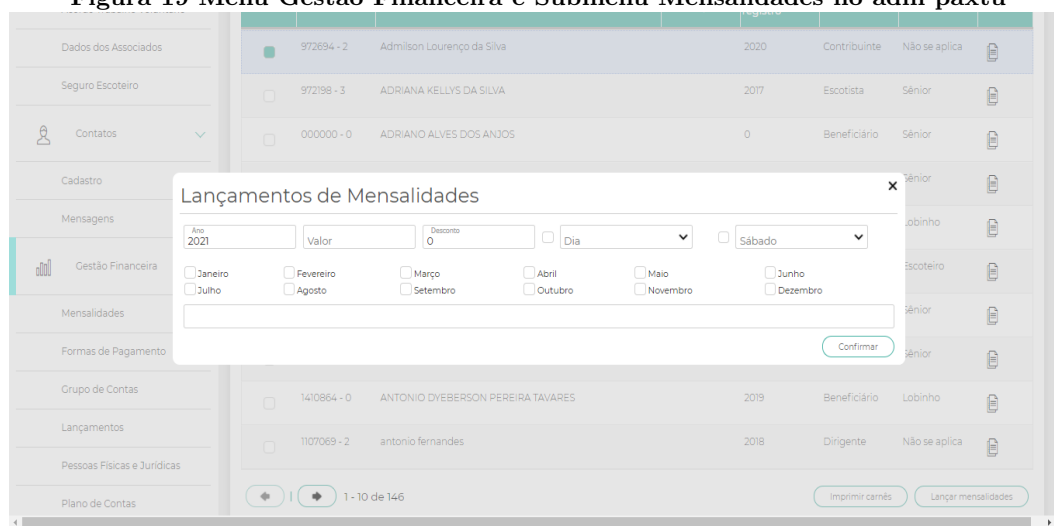 Figura 19 Menu Gestão Financeira e Submenu Mensalidades no adm paxtu
registro
Dados dos Associados
972694 - 2 Admilson Lourenço da Silva 2020 Contribuinte Não se aplica
Seguro Escoteiro
972198 - 3 ADRIANA KELLYS DA SILVA 2017 Escotista Sênior
Contatos
000000 - 0 ADRIANO ALVES DOS ANJOS 0 Beneficiário Sênior
Cadastro
Sênior
Mensagens
Lobinho
Gestão Financeira
Escoteiro
Mensalidades
Sênior
Formas de Pagamento
Sênior
Lançamentos de Mensalidades x
Ano Desconto
2021 Valor 0 Dia Sábado
Janeiro Fevereiro Março Abril Maio Junho
Julho Agosto Setembro Outubro Novembro Dezembro
Confirmar
Grupo de Contas
1410864 - 0 ANTONIO DYEBERSON PEREIRA TAVARES 2019 Beneficiário Lobinho
Lançamentos
1107069 - 2 antonio fernandes 2018 Dirigente Não se aplica
Pessoas Físicas e Jurídicas
Plano de Contas
| 1 - 10 de 146 Imprimir carnês Lançar mensalidades